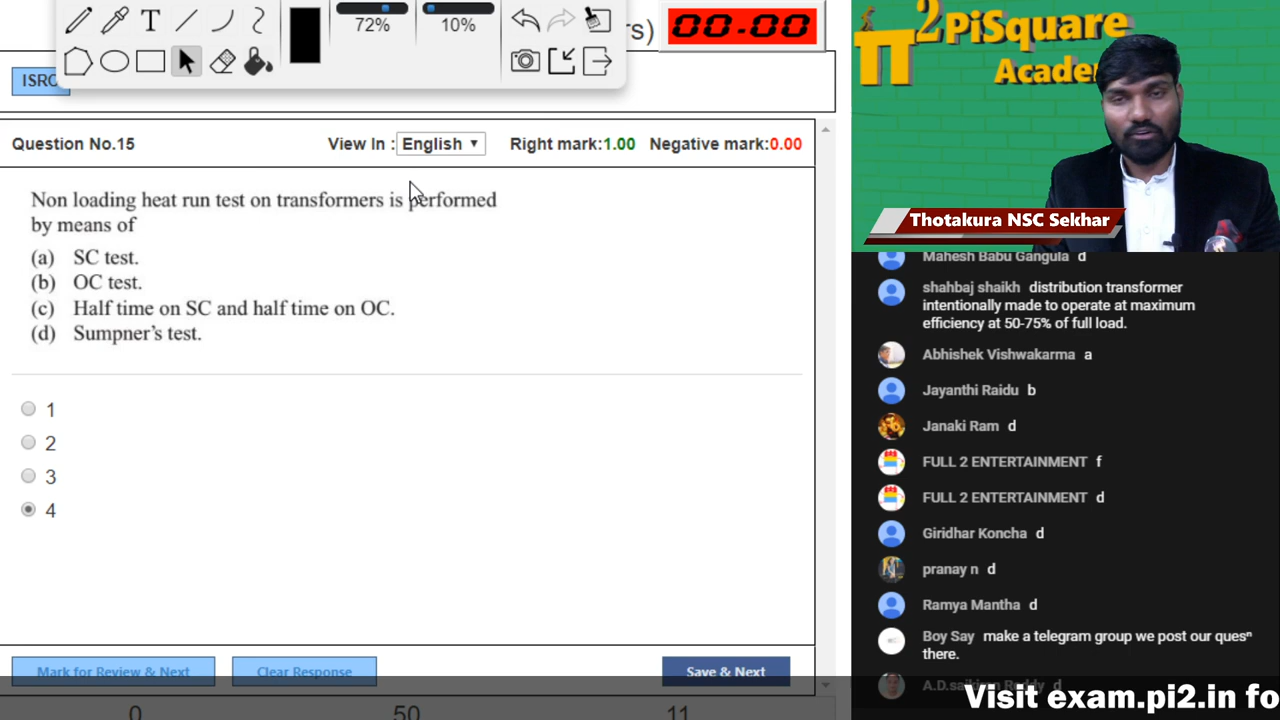 T
72%
10%
rs)
00:00
ISRO
Question No.15
View In :
English
Right mark:1.00
Negative mark:0.00
Non loading heat run test on transformers is performed
by means of
(a) SC test.
(b) OC test.
(c) Half time on SC and half time on OC.
(d) Sumpner's test.
1
2
3
4
Mark for Review & Next
Clear Response
Save & Next
0
50
11
π 2 PiSquare
Acade
Thotakura NSC Sekhar
Mahesh Babu Gangula d
shahbaj shaikh distribution transformer
intentionally made to operate at maximum
efficiency at 50-75% of full load.
Abhishek Vishwakarma a
Jayanthi Raidu b
Janaki Ram d
FULL 2 ENTERTAINMENT f
FULL 2 ENTERTAINMENT d
Giridhar Koncha d
pranay n d
Ramya Mantha d
Boy Say make a telegram group we post our quesⁿ
there.
A.D.sai Reddy d
Visit exam.pi2.in fo